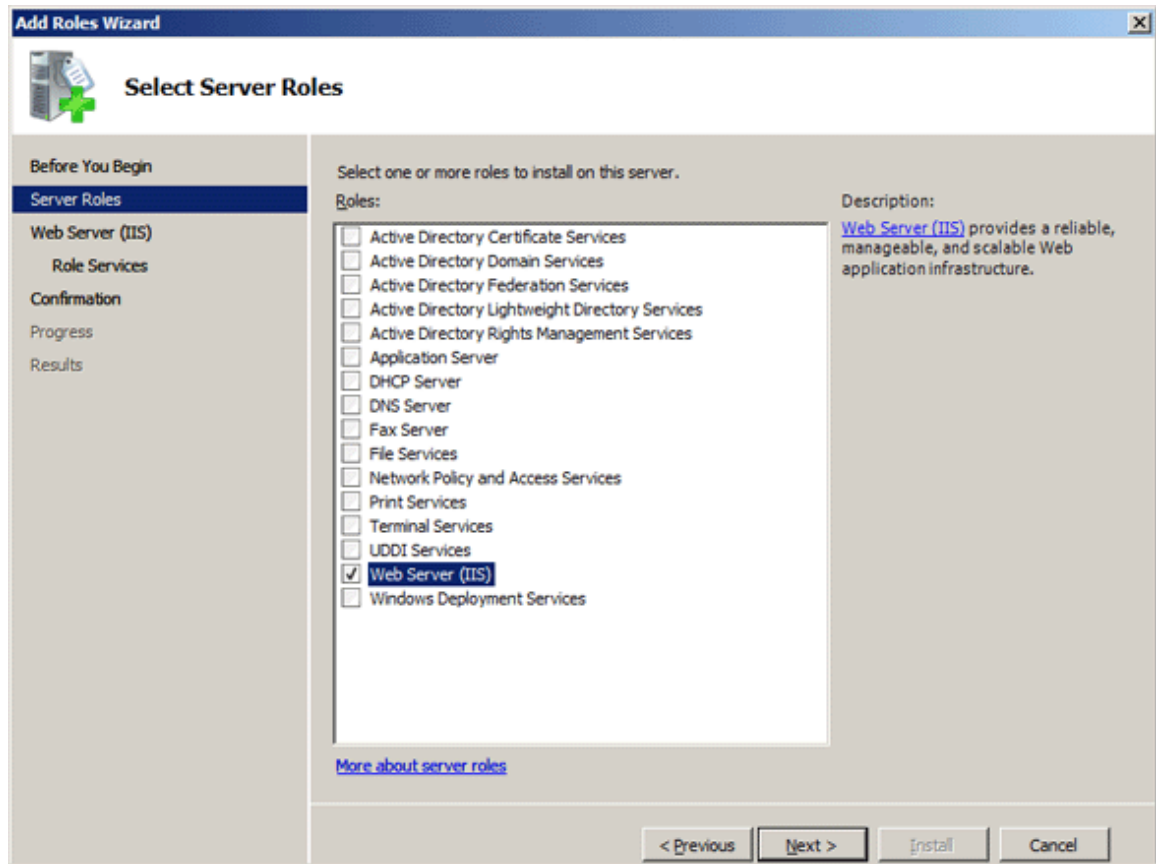 Add Roles Wizard
Select Server Roles
Before You Begin
Server Roles
Web Server (IIS)
Role Services
Confirmation
Progress
Results
Select one or more roles to install on this server.
Roles:
Active Directory Certificate Services
Active Directory Domain Services
Active Directory Federation Services
Active Directory Lightweight Directory Services
Active Directory Rights Management Services
Application Server
DHCP Server
DNS Server
Fax Server
File Services
Network Policy and Access Services
Print Services
Terminal Services
UDDI Services
Web Server (IIS)
Windows Deployment Services
More about server roles
Description:
Web Server (IIS) provides a reliable,
manageable, and scalable Web
application infrastructure.
< Previous
Next >
Install
Cancel